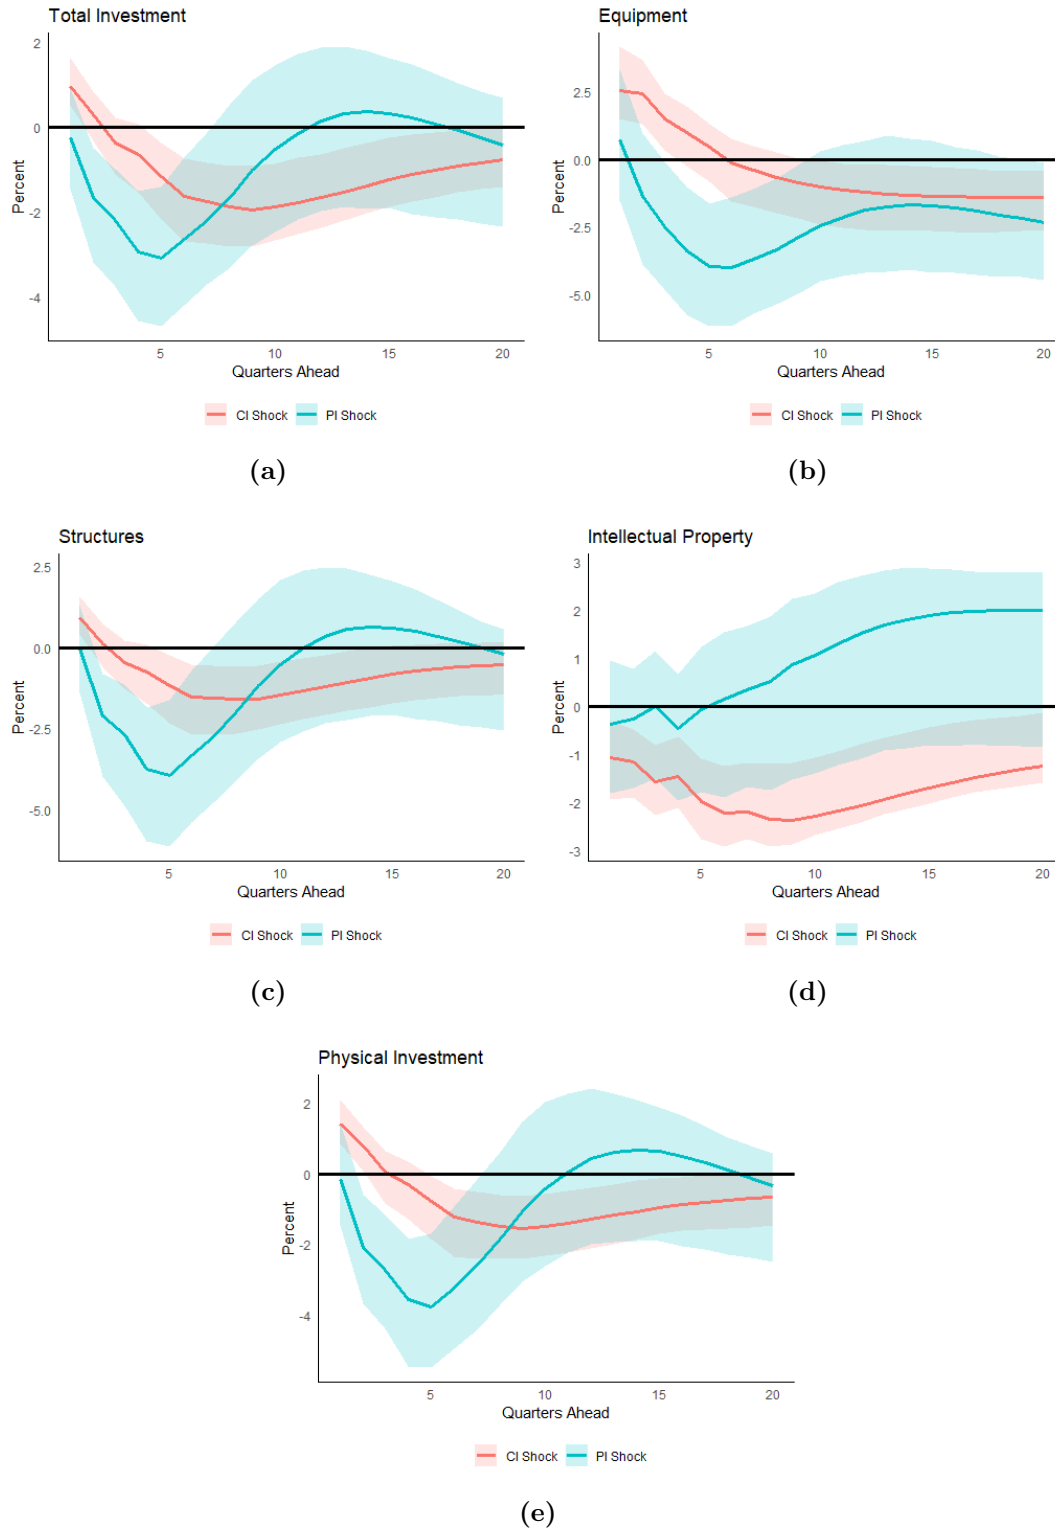 Total Investment
2
0
-2
-4
Percent
5
10
15
20
Quarters Ahead
CI Shock PI Shock
(a)
Equipment
2.5
0.0
-2.5
-5.0
Percent
5
10
15
20
Quarters Ahead
CI Shock PI Shock
(b)
Structures
2.5
0.0
-2.5
-5.0
Percent
5
10
15
20
Quarters Ahead
CI Shock PI Shock
(c)
Intellectual Property
3
2
1
0
-1
-2
-3
Percent
5
10
15
20
Quarters Ahead
CI Shock PI Shock
(d)
Physical Investment
2
0
-2
-4
Percent
5
10
15
20
Quarters Ahead
CI Shock PI Shock
(e)